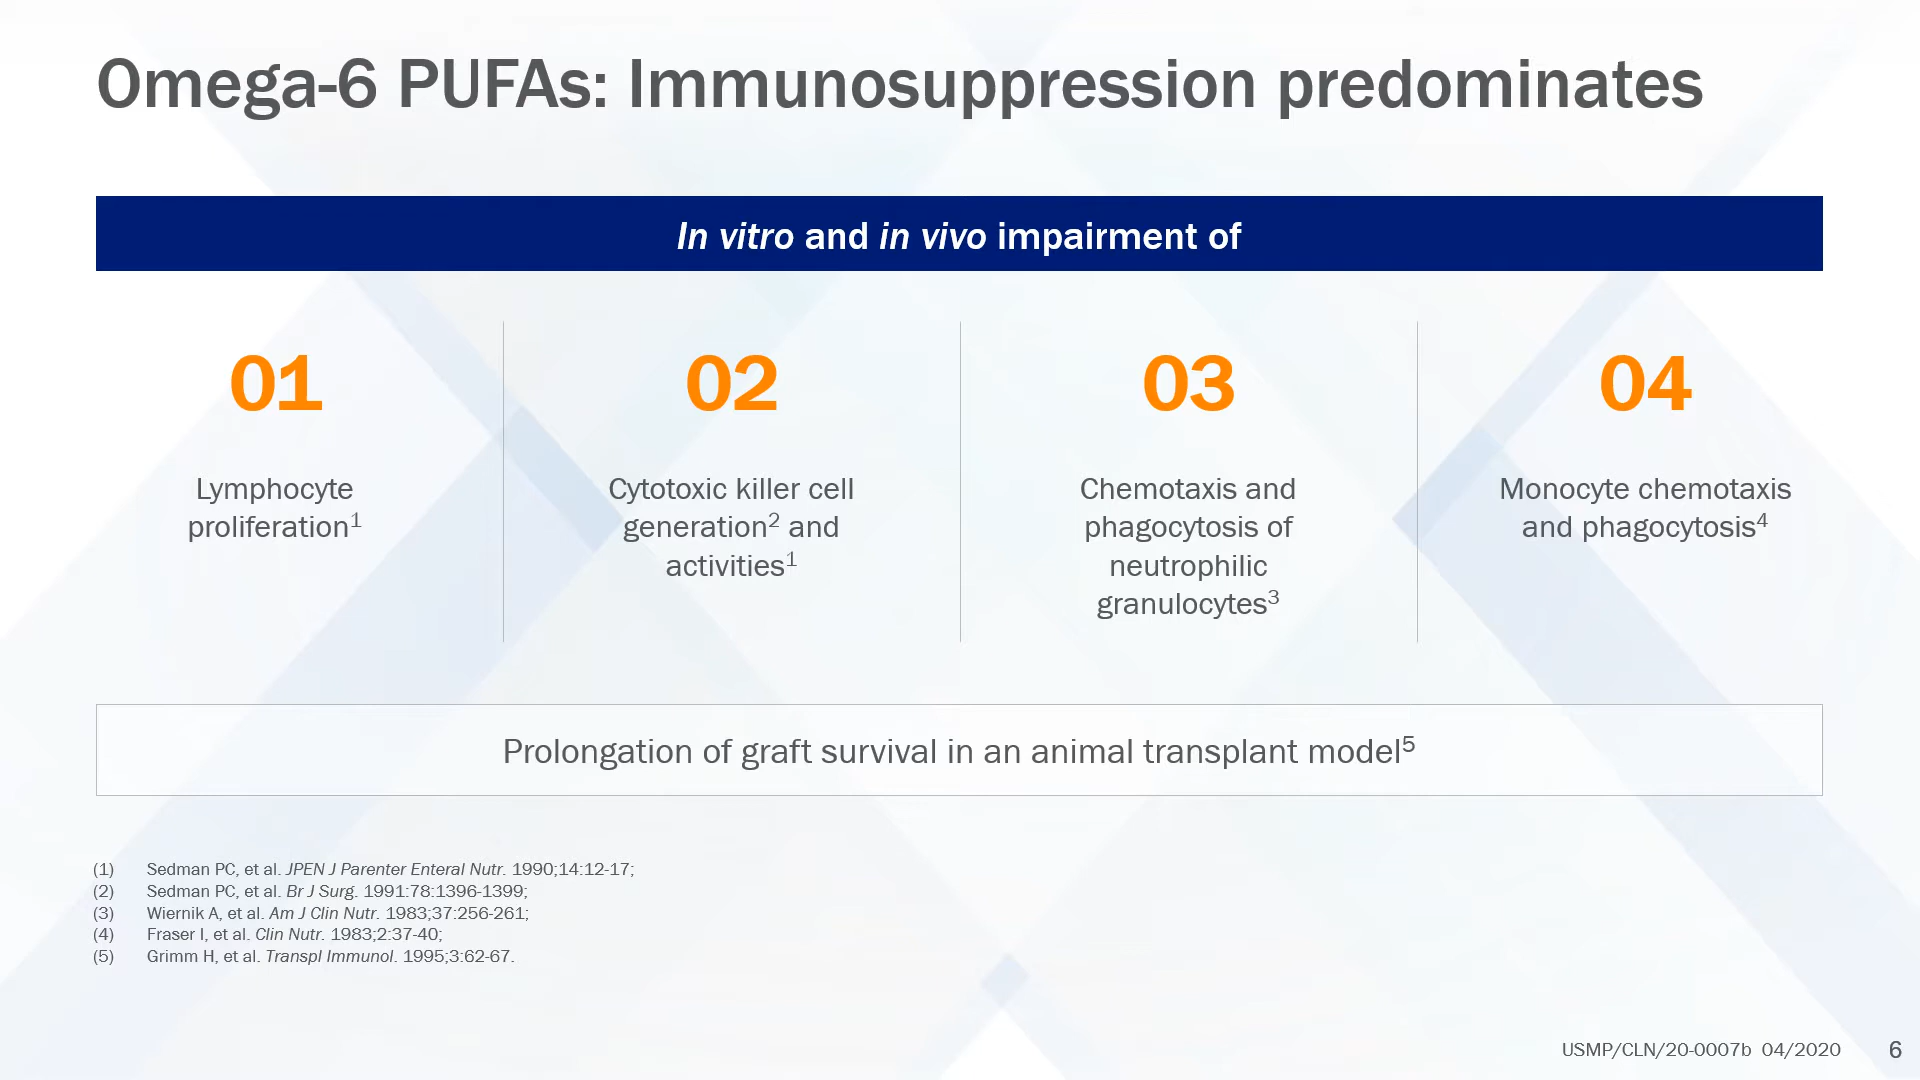 Omega-6 PUFAs: Immunosuppression predominates
In vitro and in vivo impairment of
01
Lymphocyte
proliferation1
02
Cytotoxic killer cell
generation2 and
activities1
03
Chemotaxis and
phagocytosis of
neutrophilic
granulocytes3
04
Monocyte chemotaxis
and phagocytosis4
Prolongation of graft survival in an animal transplant model5
(1) Sedman PC, et al. JPEN J Parenter Enteral Nutr. 1990;14:12-17;
(2) Sedman PC, et al. Br J Surg. 1991:78:1396-1399;
(3) Wiernik A, et al. Am J Clin Nutr. 1983;37:256-261;
(4) Fraser I, et al. Clin Nutr. 1983;2:37-40;
(5) Grimm H, et al. Transpl Immunol. 1995;3:62-67.
USMP/CLN/20-0007b 04/2020 6